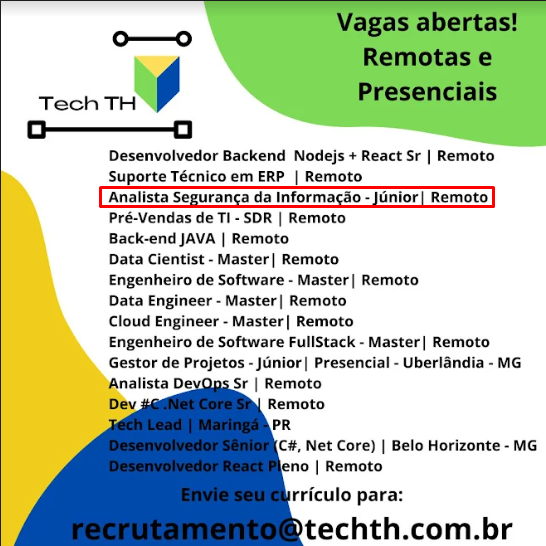 Vagas abertas!
Remotas e
Presenciais
Tech TH
Desenvolvedor Backend Nodejs + React Sr | Remoto
Suporte Técnico em ERP | Remoto
Analista Segurança da Informação - Júnior| Remoto
Pré-Vendas de TI - SDR | Remoto
Back-end JAVA | Remoto
Data Cientist - Master| Remoto
Engenheiro de Software - Master| Remoto
Data Engineer - Master| Remoto
Cloud Engineer - Master| Remoto
Engenheiro de Software FullStack - Master| Remoto
Gestor de Projetos - Júnior| Presencial - Uberlândia - MG
Analista DevOps Sr | Remoto
Dev #C .Net Core Sr | Remoto
Tech Lead | Maringá - PR
Desenvolvedor Sênior (C#, Net Core) | Belo Horizonte - MG
Desenvolvedor React Pleno | Remoto
Envie seu currículo para:
recrutamento@techth.com.br